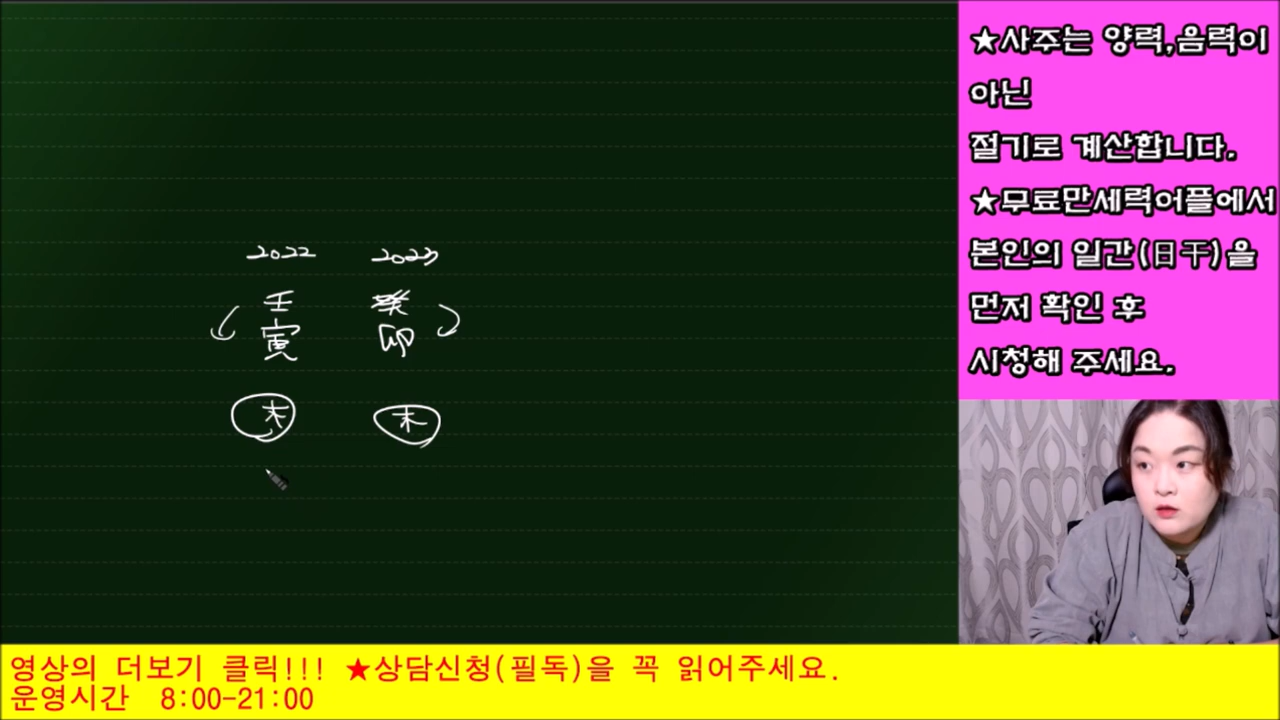 2022 2023
壬 癸
寅 卯
木 木
★사주는 양력,음력이
아닌
절기로 계산합니다.
★무료만세력어플에서
본인의 일간(日干)을
먼저 확인 후
시청해 주세요.
영상의 더보기 클릭!!! ★상담신청(필독)을 꼭 읽어주세요.
운영시간 8:00-21:00